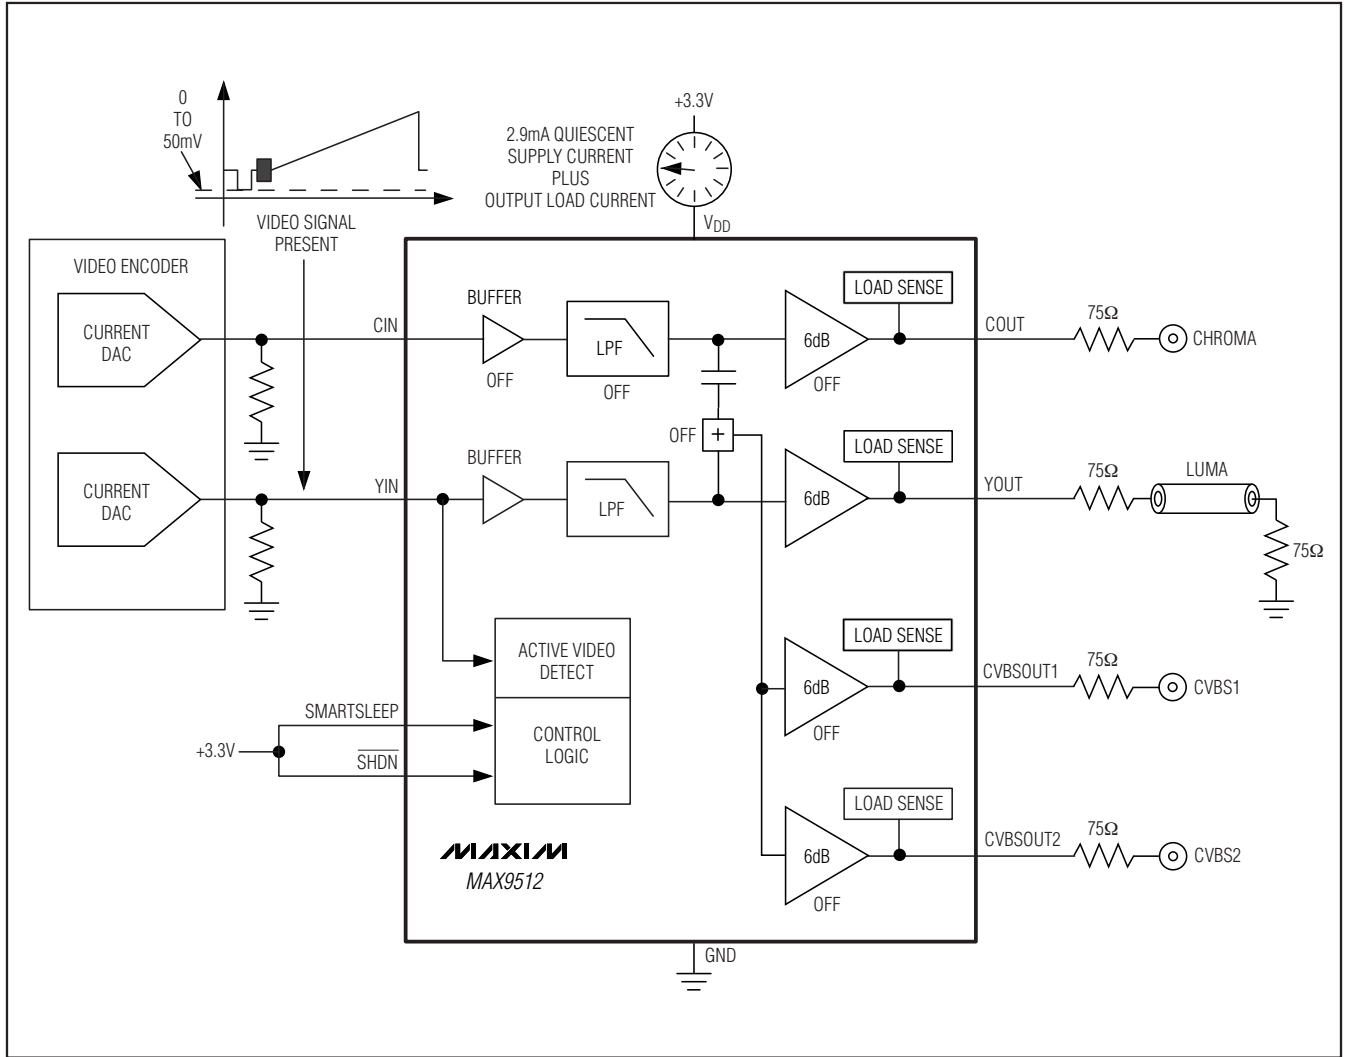 0
TO
50mV
+3.3V
2.9mA QUIESCENT
SUPPLY CURRENT
PLUS
OUTPUT LOAD CURRENT
VDD
VIDEO SIGNAL
PRESENT
VIDEO ENCODER
CURRENT
DAC
CIN
BUFFER
OFF
LPF
OFF
6dB
OFF
LOAD SENSE
COUT
75Ω
CHROMA
OFF
+
CURRENT
DAC
YIN
BUFFER
LPF
6dB
LOAD SENSE
YOUT
75Ω
LUMA
75Ω
ACTIVE VIDEO
DETECT
CONTROL
LOGIC
SMARTSLEEP
+3.3V
SHDN
6dB
OFF
LOAD SENSE
CVBSOUT1
75Ω
CVBS1
6dB
OFF
LOAD SENSE
CVBSOUT2
75Ω
CVBS2
MAXIM
MAX9512
GND